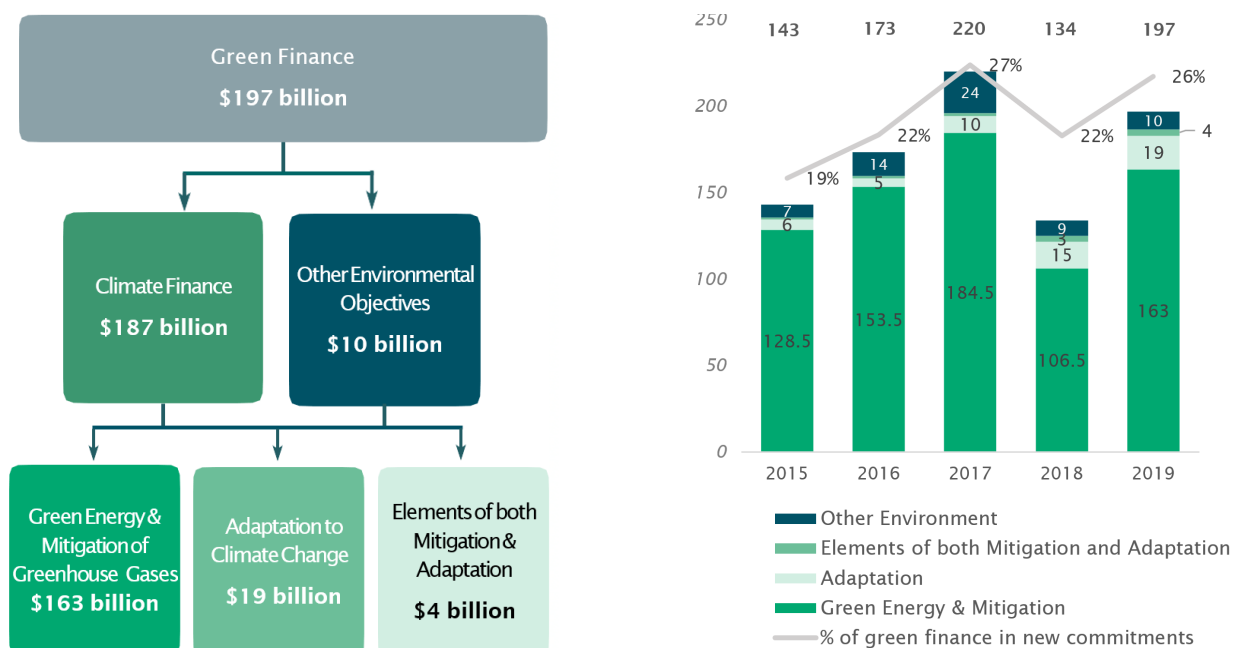 Green Finance
$197 billion
Climate Finance
$187 billion
Other Environmental
Objectives
$10 billion
Green Energy &
Mitigation of
Greenhouse Gases
$163 billion
Adaptation to
Climate Change
$19 billion
Elements of both
Mitigation &
Adaptation
$4 billion
250
200
150
100
50
0
143
173
220
134
197
19%
22%
27%
22%
26%
7
6
128.5
14
5
153.5
24
10
184.5
9
3
15
106.5
10
4
19
163
2015
2016
2017
2018
2019
Other Environment
Elements of both Mitigation and Adaptation
Adaptation
Green Energy & Mitigation
% of green finance in new commitments